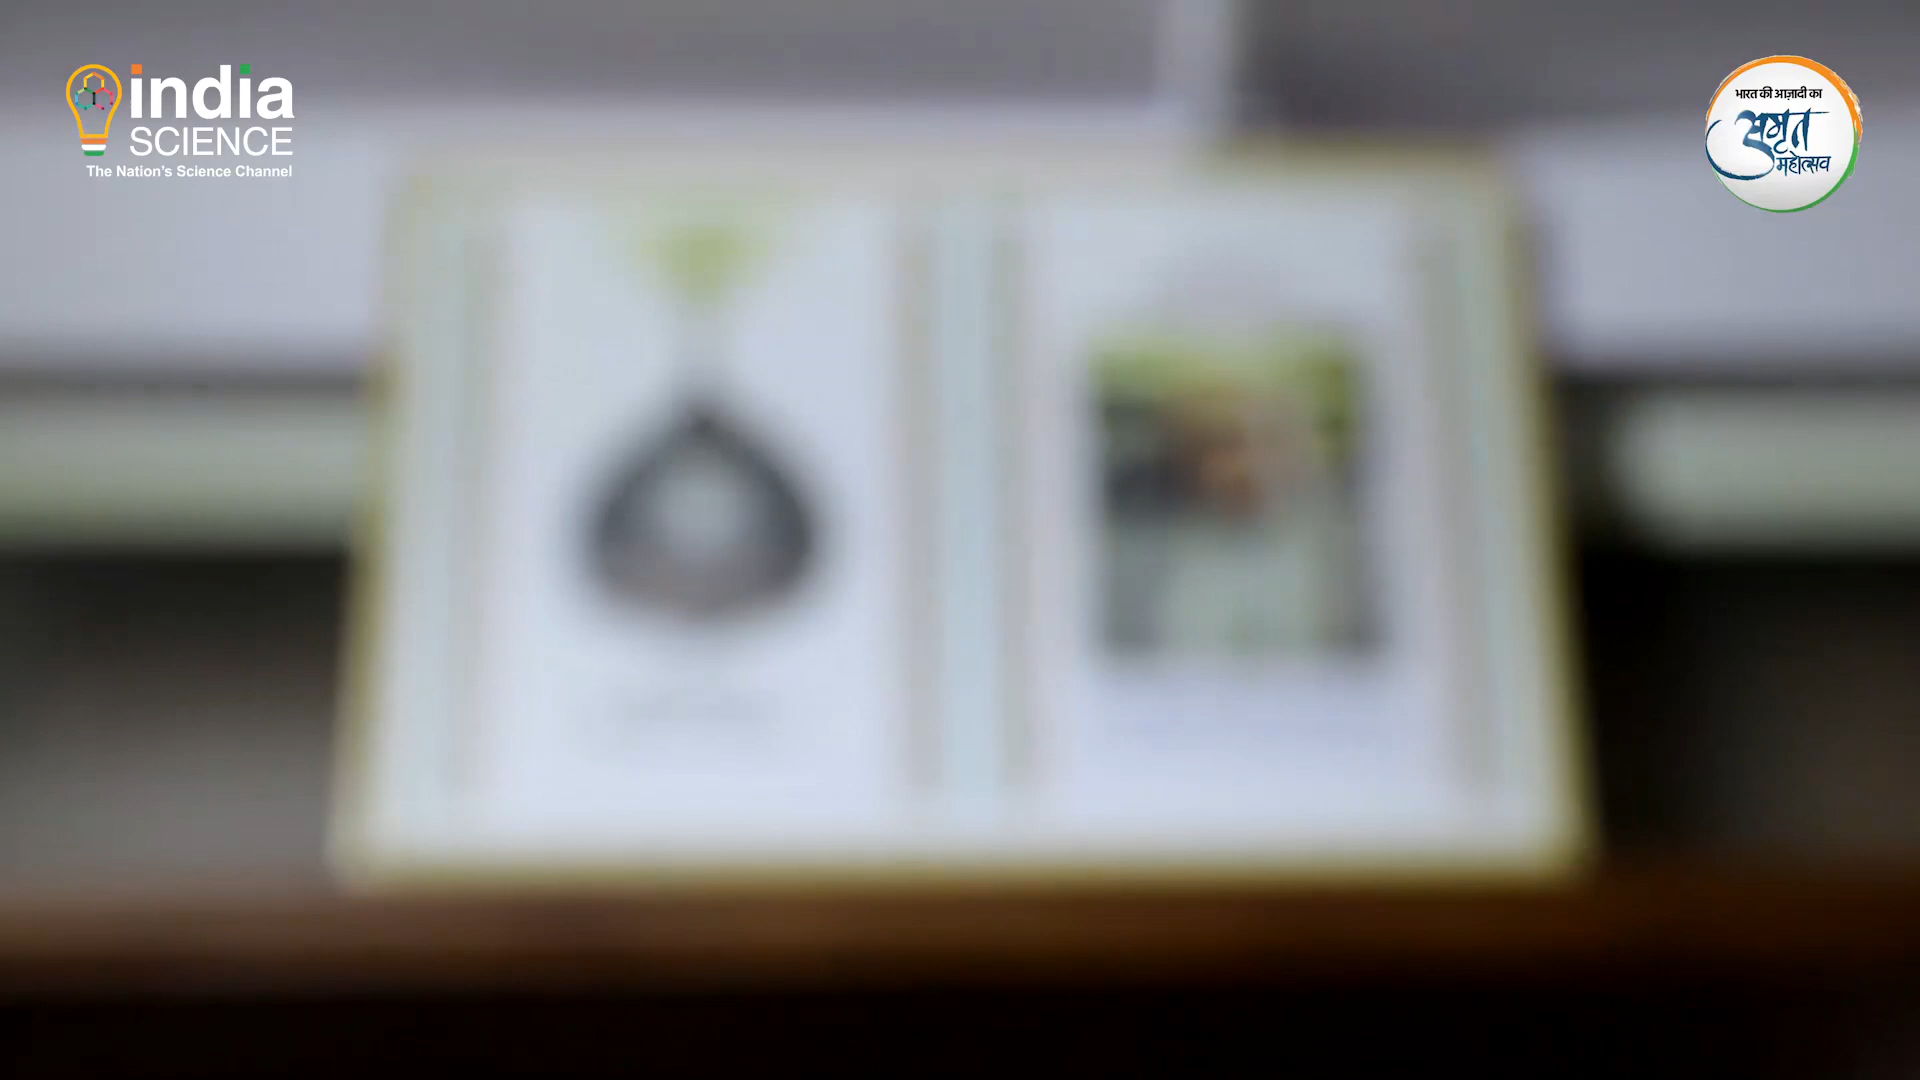 india
SCIENCE
The Nation's Science Channel
भारत की आज़ादी का
अमृत
महोत्सव